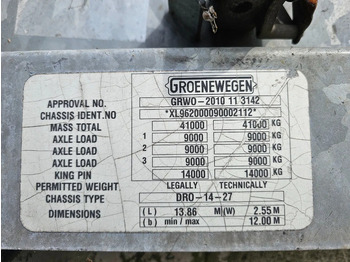 GROENEWEGEN
APPROVAL NO. GRWO-2010 11 3142
CHASSIS IDENT.NO *XL962000090002112*
MASS TOTAL 41000 41000 KG
AXLE LOAD 1 9000 9000 KG
AXLE LOAD 2 9000 9000 KG
AXLE LOAD 3 9000 9000 KG
KING PIN 14000 14000 KG
PERMITTED WEIGHT LEGALLY TECHNICALLY
CHASSIS TYPE DRO-14-27
DIMENSIONS (L) 13.86 M (W) 2.55 M
(b) min / max 12.00 M